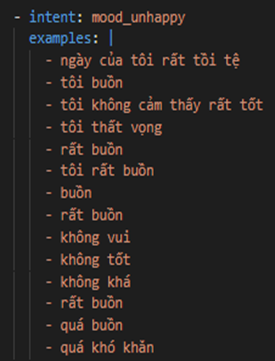 - intent: mood_unhappy
examples: |
- ngày của tôi rất tồi tệ
- tôi buồn
- tôi không cảm thấy rất tốt
- tôi thất vọng
- rất buồn
- tôi rất buồn
- buồn
- rất buồn
- không vui
- không tốt
- không khá
- rất buồn
- quá buồn
- quá khó khăn